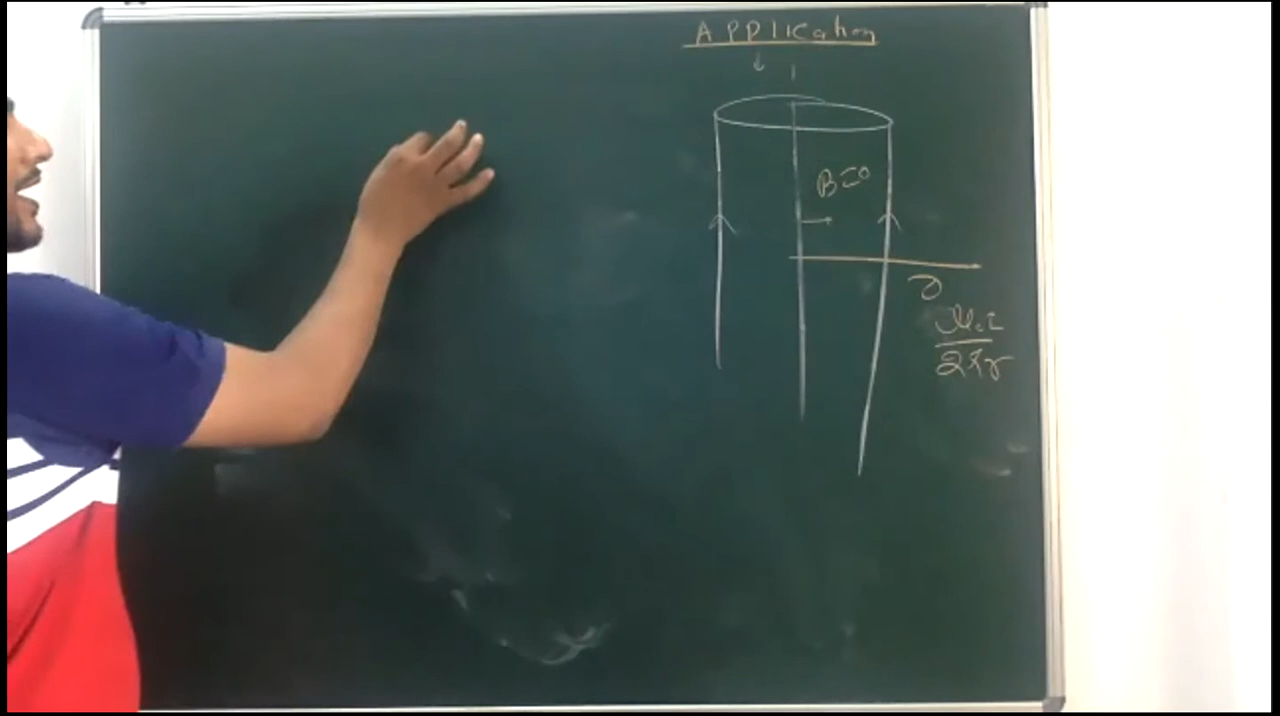 Application
B=0
r
μ₀i
2πr